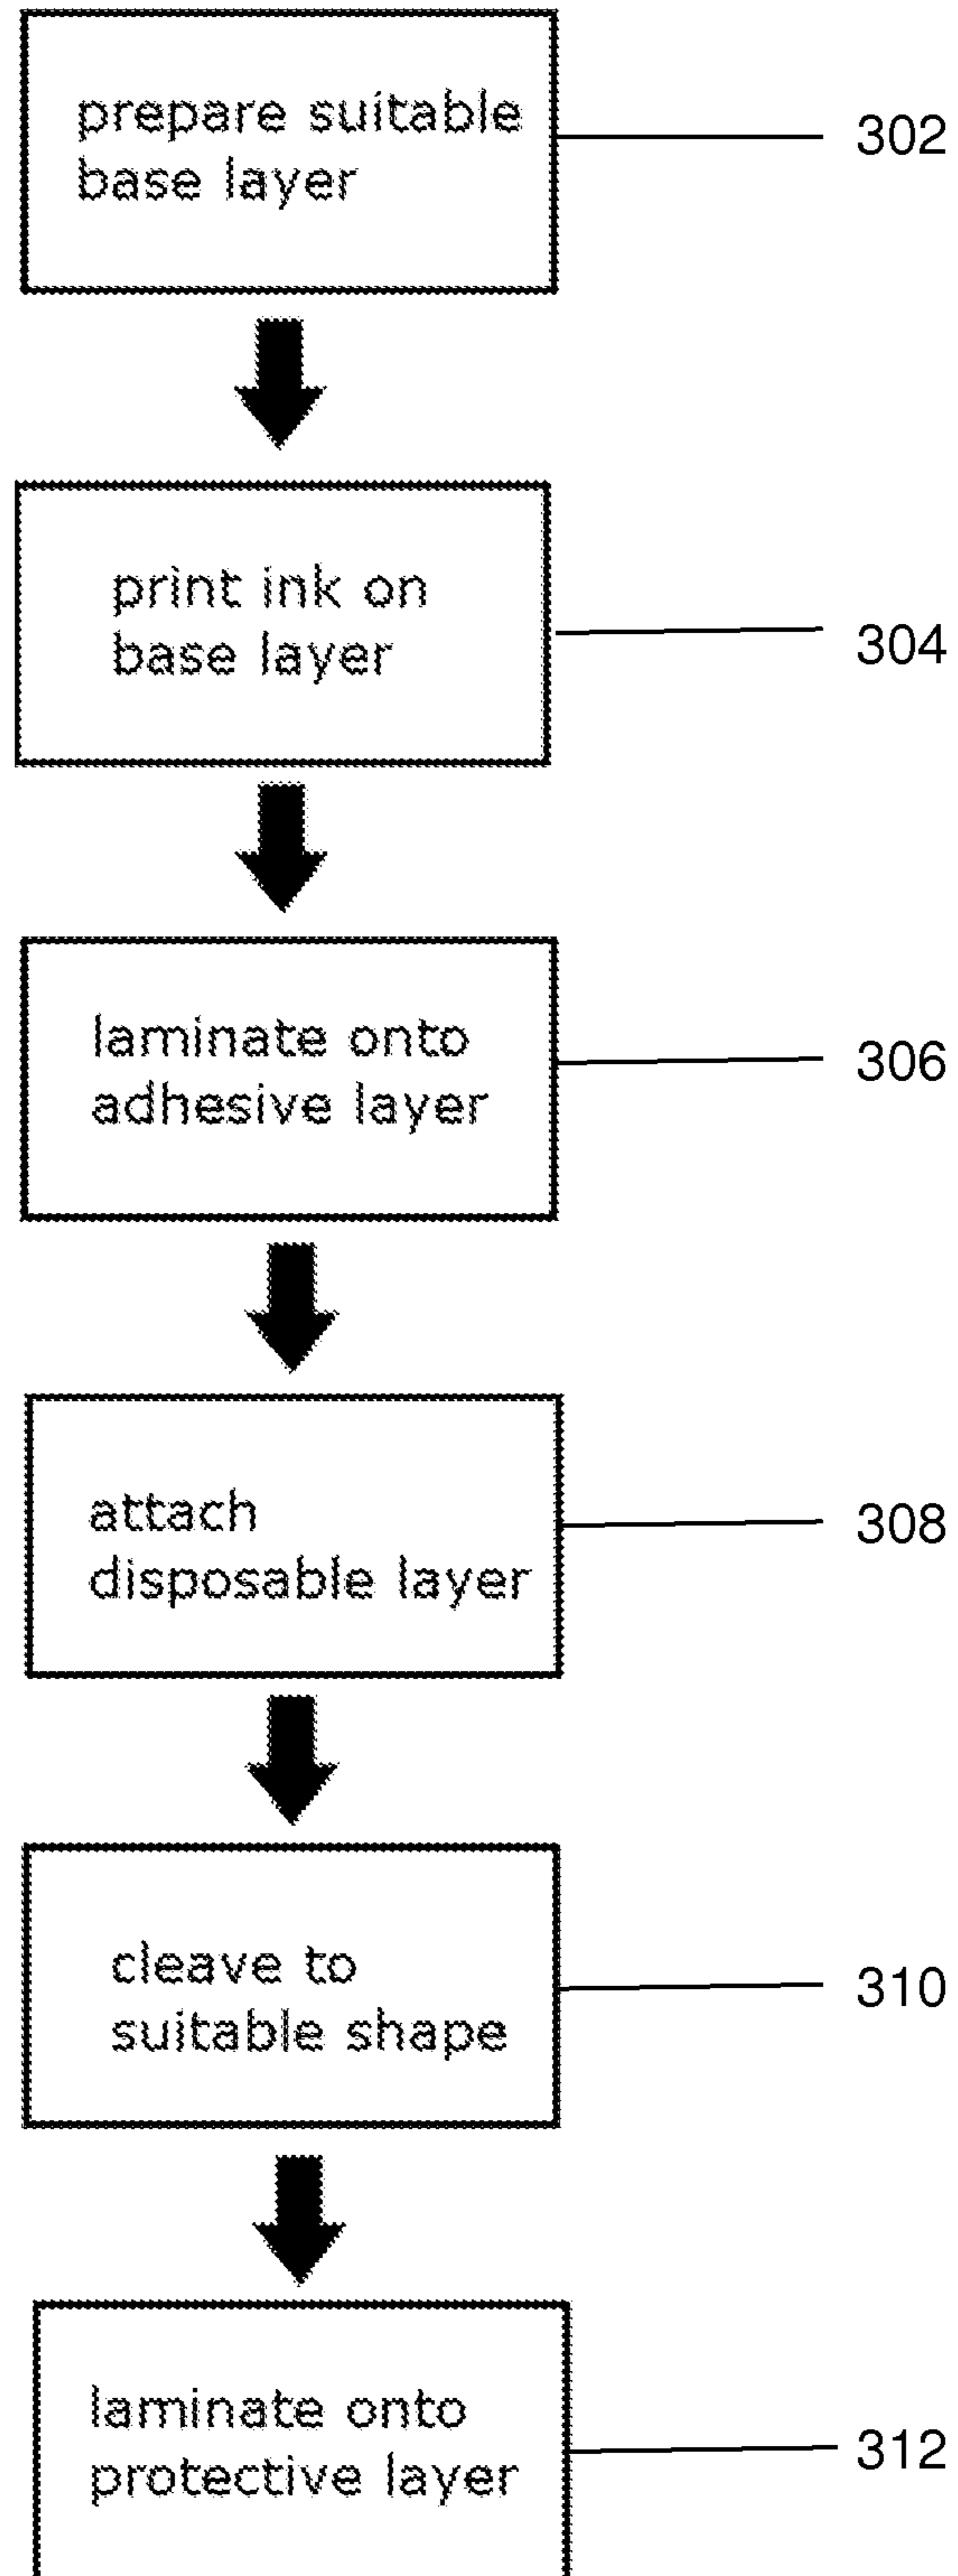 prepare suitable
base layer
302
print ink on
base layer
304
laminate onto
adhesive layer
306
attach
disposable layer
308
cleave to
suitable shape
310
laminate onto
protective layer
312